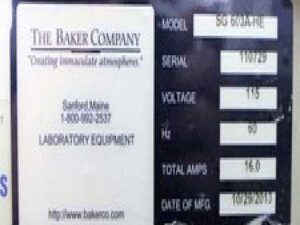 THE BAKER COMPANY
"Creating immaculate atmospheres."
Sanford, Maine
1-800-992-2537
LABORATORY EQUIPMENT
http://www.bakerco.com
MODEL SG 603A-HE
SERIAL 110729
VOLTAGE 115
Hz 60
TOTAL AMPS 16.0
DATE OF MFG. 10/29/2013
S